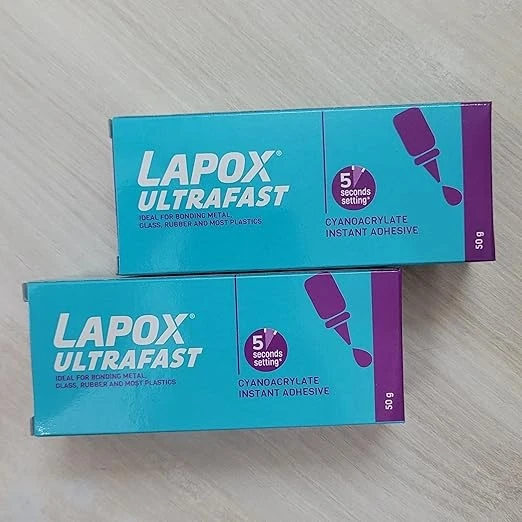 LAPOX®
ULTRAFAST
IDEAL FOR BONDING METAL,
GLASS, RUBBER AND MOST PLASTICS
5
seconds
setting*
CYANOACRYLATE
INSTANT ADHESIVE
50 g
LAPOX®
ULTRAFAST
IDEAL FOR BONDING METAL,
GLASS, RUBBER AND MOST PLASTICS
5
seconds
setting*
CYANOACRYLATE
INSTANT ADHESIVE
50 g